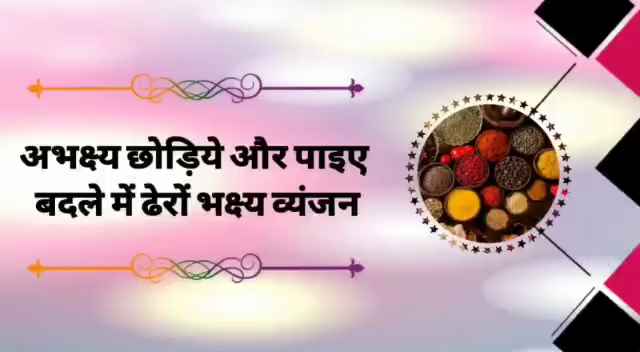 अभक्ष्य छोड़िये और पाइए
बदले में ढेरों भक्ष्य व्यंजन